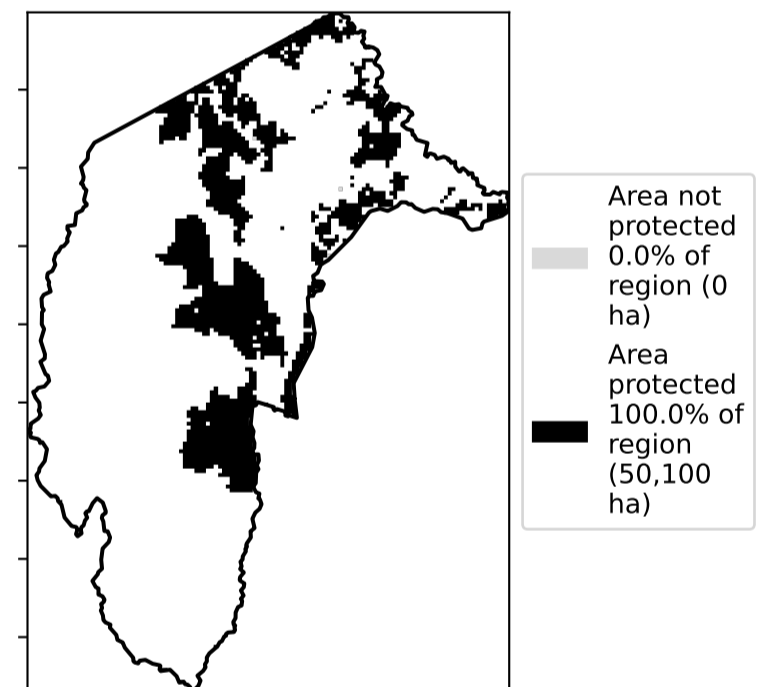 Area not
protected
0.0% of
region (0
ha)
Area
protected
100.0% of
region
(50,100
ha)